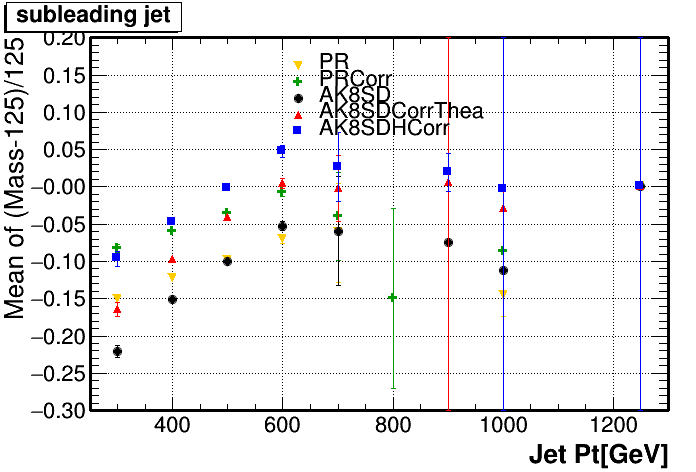 subleading jet
Mean of (Mass-125)/125
0.20
0.15
0.10
0.05
−0.00
−0.05
−0.10
−0.15
−0.20
−0.25
−0.30
PR
PRCorr
AK8SD
AK8SDCorrThea
AK8SDHCorr
400 600 800 1000 1200
Jet Pt[GeV]